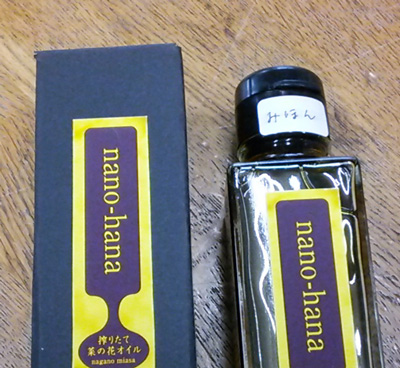 nano-hana
搾りたて
菜の花オイル
nagano miasa
みほん
nano-hana